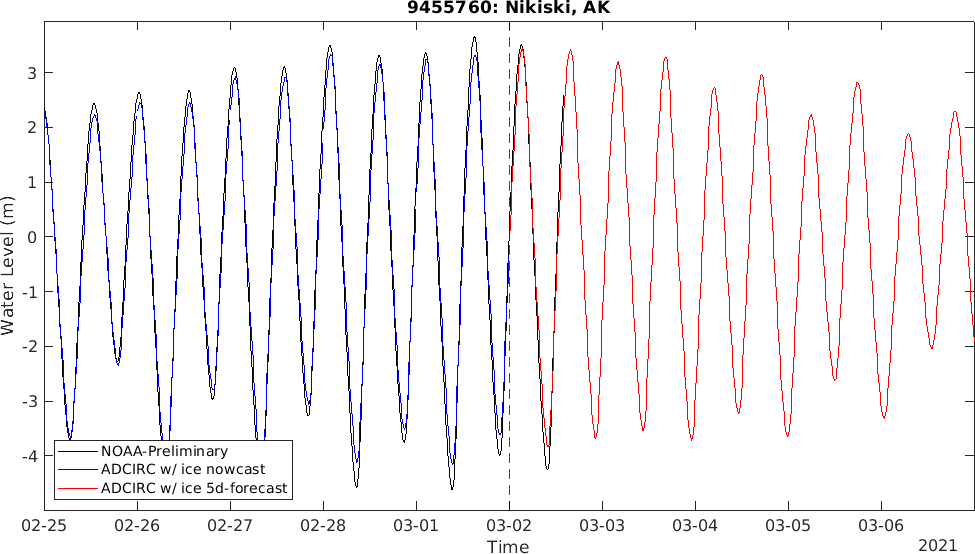 9455760: Nikiski, AK
Water Level (m)
3
2
1
0
-1
-2
-3
-4
NOAA-Preliminary
ADCIRC w/ ice nowcast
ADCIRC w/ ice 5d-forecast
02-25 02-26 02-27 02-28 03-01 03-02 03-03 03-04 03-05 03-06
Time
2021